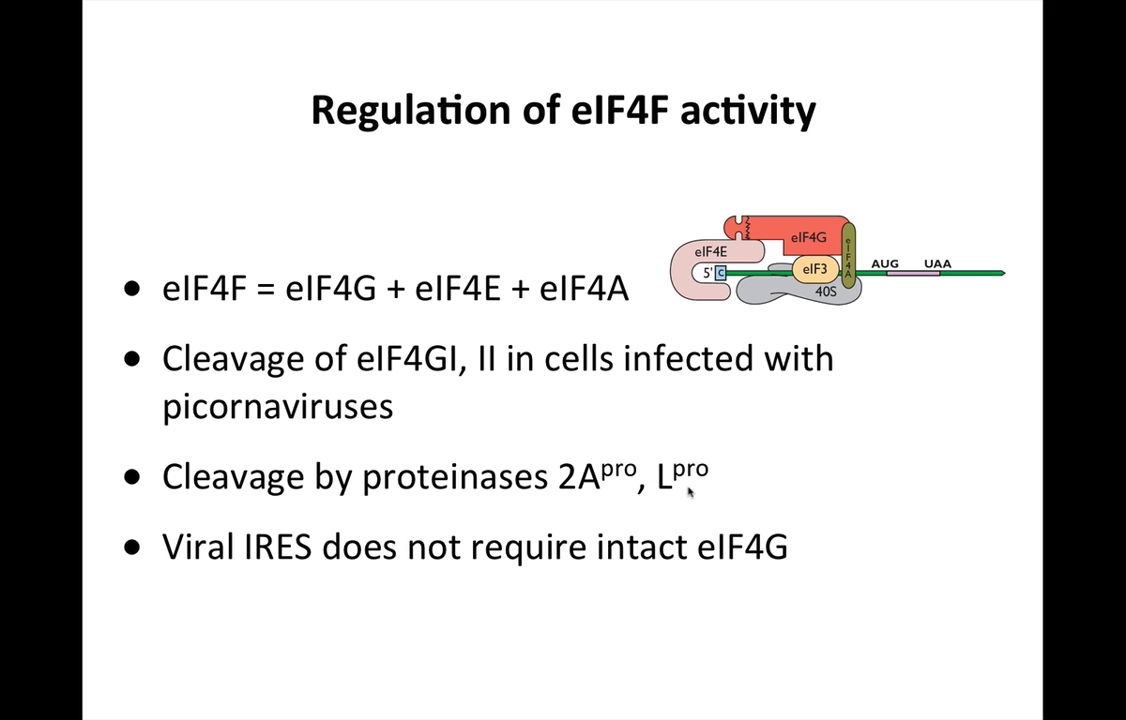 Regulation of eIF4F activity
• eIF4F = eIF4G + eIF4E + eIF4A
eIF4G
eIF4E
eIF4A
5' C
eIF3
AUG
UAA
40S
• Cleavage of eIF4GI, II in cells infected with
picornaviruses
• Cleavage by proteinases 2Aᵖʳᵒ, Lᵖʳᵒ
• Viral IRES does not require intact eIF4G